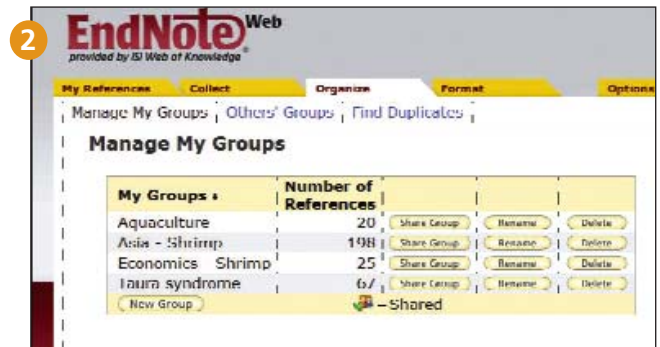 2
EndNote Web
provided by ISI Web of Knowledge
My References Collect Organize Format Options
Manage My Groups Others' Groups Find Duplicates
Manage My Groups
My Groups Number of References
Aquaculture 20 Share Group Rename Delete
Asia - Shrimp 198 Share Group Rename Delete
Economics Shrimp 25 Share Group Rename Delete
Taura syndrome 67 Share Group Rename Delete
New Group – Shared